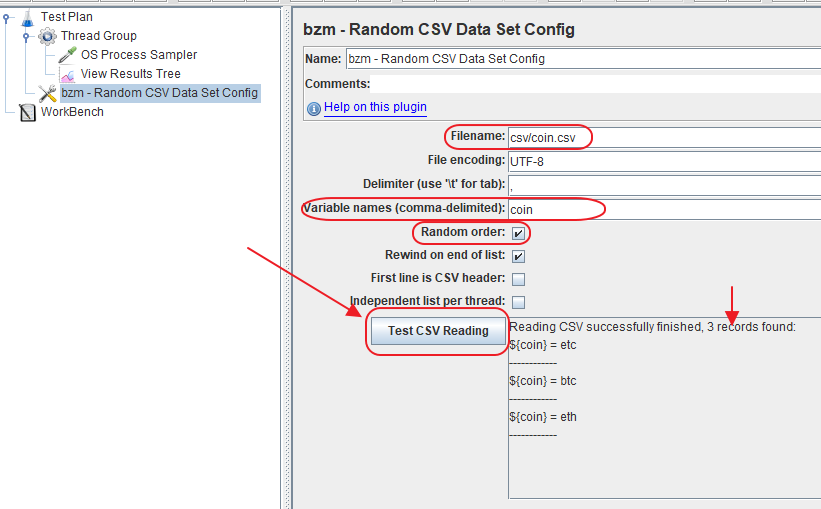 Test Plan
Thread Group
OS Process Sampler
View Results Tree
bzm - Random CSV Data Set Config
WorkBench
bzm - Random CSV Data Set Config
Name: bzm - Random CSV Data Set Config
Comments:
Help on this plugin
Filename: csv/coin.csv
File encoding: UTF-8
Delimiter (use '\t' for tab): ,
Variable names (comma-delimited): coin
Random order:
Rewind on end of list:
First line is CSV header:
Independent list per thread:
Test CSV Reading
Reading CSV successfully finished, 3 records found:
${coin} = etc
------------
${coin} = btc
------------
${coin} = eth
------------